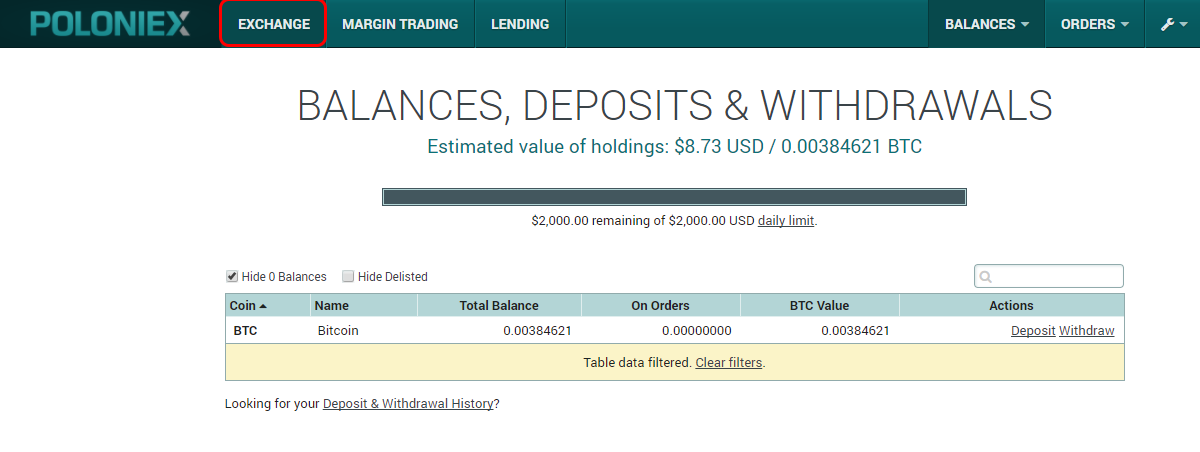 POLONIEX EXCHANGE MARGIN TRADING LENDING BALANCES ORDERS
BALANCES, DEPOSITS & WITHDRAWALS
Estimated value of holdings: $8.73 USD / 0.00384621 BTC
$2,000.00 remaining of $2,000.00 USD daily limit.
Hide 0 Balances Hide Delisted
Coin Name Total Balance On Orders BTC Value Actions
BTC Bitcoin 0.00384621 0.00000000 0.00384621 Deposit Withdraw
Table data filtered. Clear filters.
Looking for your Deposit & Withdrawal History?